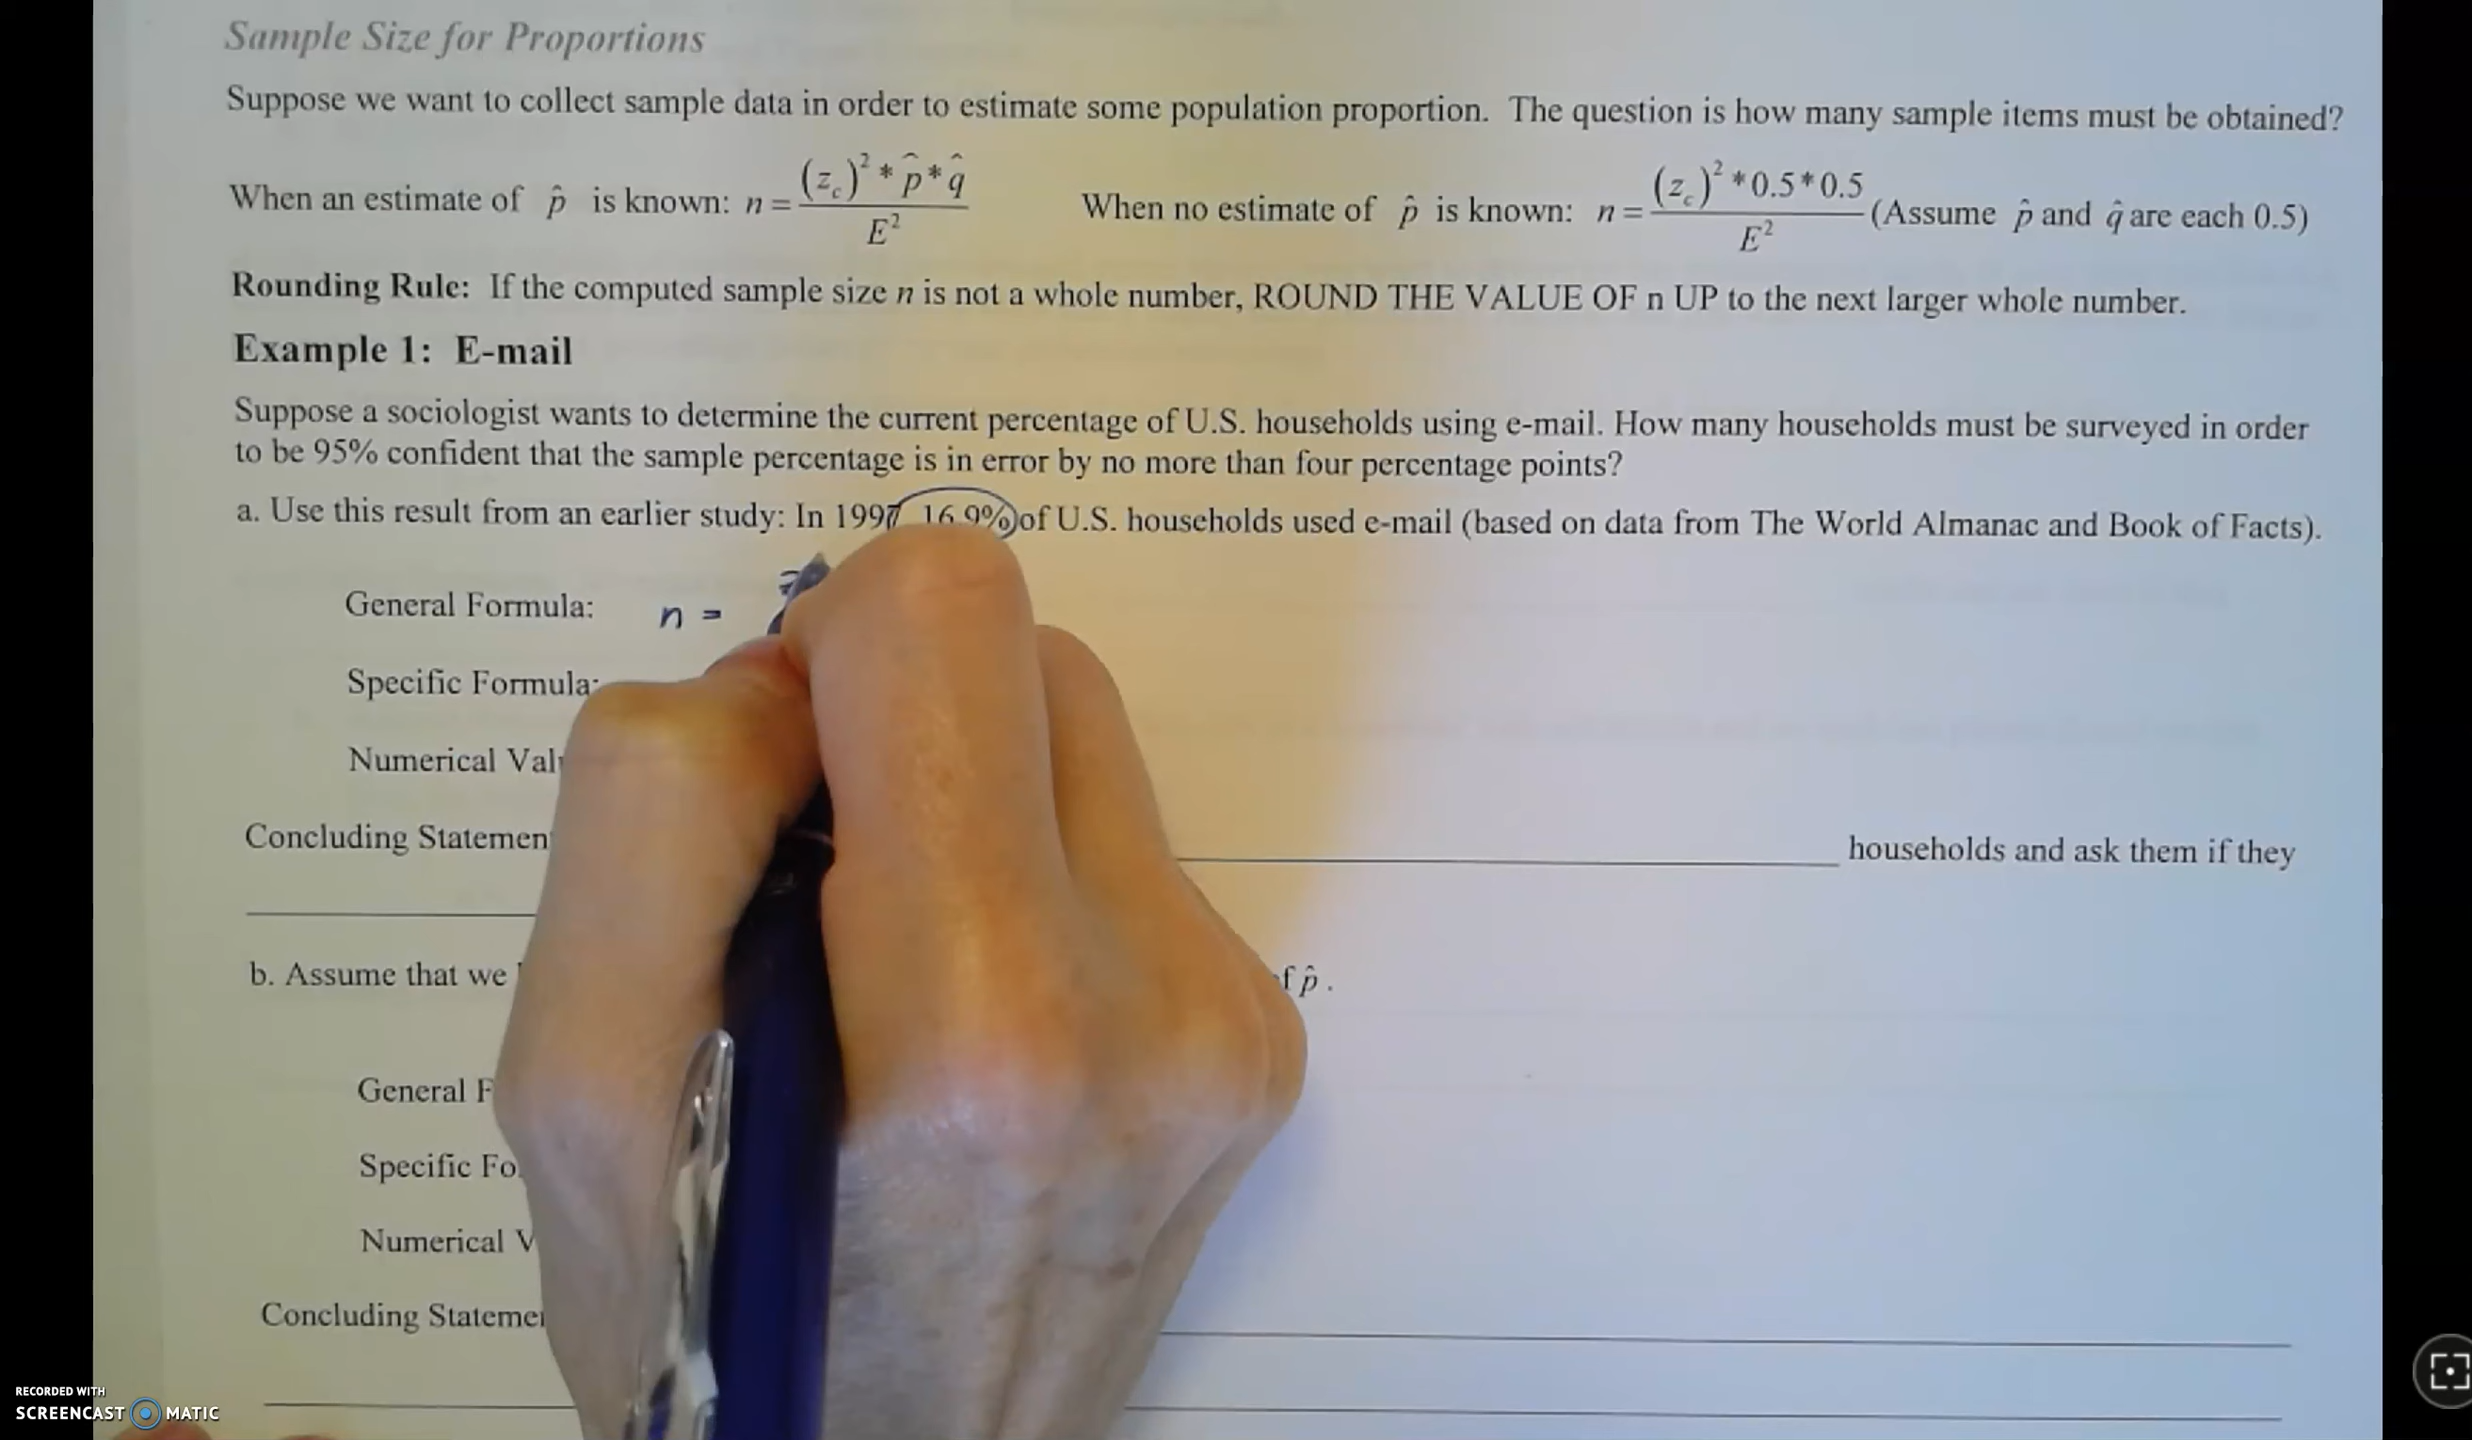 Sample Size for Proportions
Suppose we want to collect sample data in order to estimate some population proportion. The question is how many sample items must be obtained?
When an estimate of p̂ is known: n = (z_c)² * p̂ * q̂ / E² When no estimate of p̂ is known: n = (z_c)² * 0.5 * 0.5 / E² (Assume p̂ and q̂ are each 0.5)
Rounding Rule: If the computed sample size n is not a whole number, ROUND THE VALUE OF n UP to the next larger whole number.
Example 1: E-mail
Suppose a sociologist wants to determine the current percentage of U.S. households using e-mail. How many households must be surveyed in order
to be 95% confident that the sample percentage is in error by no more than four percentage points?
a. Use this result from an earlier study: In 1997 16.9% of U.S. households used e-mail (based on data from The World Almanac and Book of Facts).
General Formula: n =
Specific Formula:
Numerical
Concluding households and ask them if they
b. Assume that we p̂.
General
Specific
Numerical
Concluding
RECORDED WITH
SCREENCAST MATIC